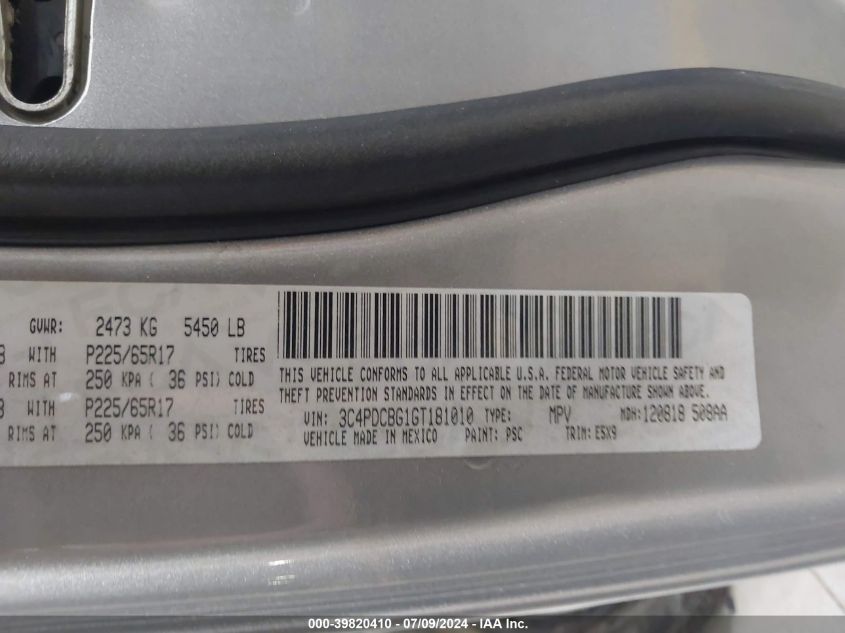 GVWR: 2473 KG 5450 LB
WITH P225/65R17 TIRES
RIMS AT 250 KPA ( 36 PSI) COLD
WITH P225/65R17 TIRES
RIMS AT 250 KPA ( 36 PSI) COLD
THIS VEHICLE CONFORMS TO ALL APPLICABLE U.S.A. FEDERAL MOTOR VEHICLE SAFETY AND
THEFT PREVENTION STANDARDS IN EFFECT ON THE DATE OF MANUFACTURE SHOWN ABOVE.
VIN: 3C4PDCBG1GT181010 TYPE: MPV MDH:120818 508AA
VEHICLE MADE IN MEXICO PAINT: PSC TRIM: E5X9
000-39820410 - 07/09/2024 - IAA Inc.